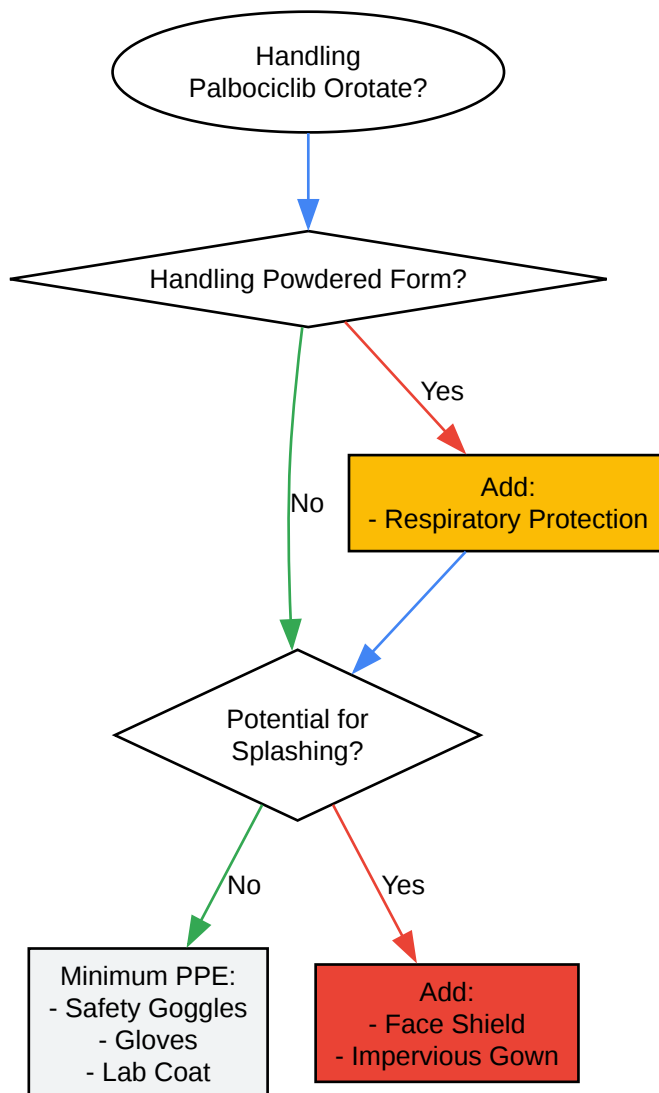 Handling
Palbociclib Orotate?
Handling Powdered Form?
Yes
Add:
- Respiratory Protection
No
Potential for
Splashing?
No
Yes
Minimum PPE:
- Safety Goggles
- Gloves
- Lab Coat
Add:
- Face Shield
- Impervious Gown